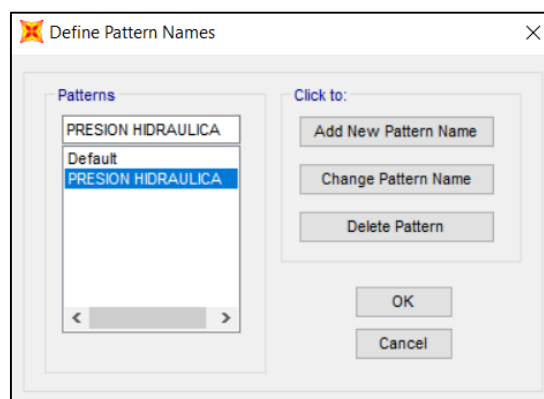 Define Pattern Names
Patterns
PRESION HIDRAULICA
Default
PRESION HIDRAULICA
Click to:
Add New Pattern Name
Change Pattern Name
Delete Pattern
OK
Cancel